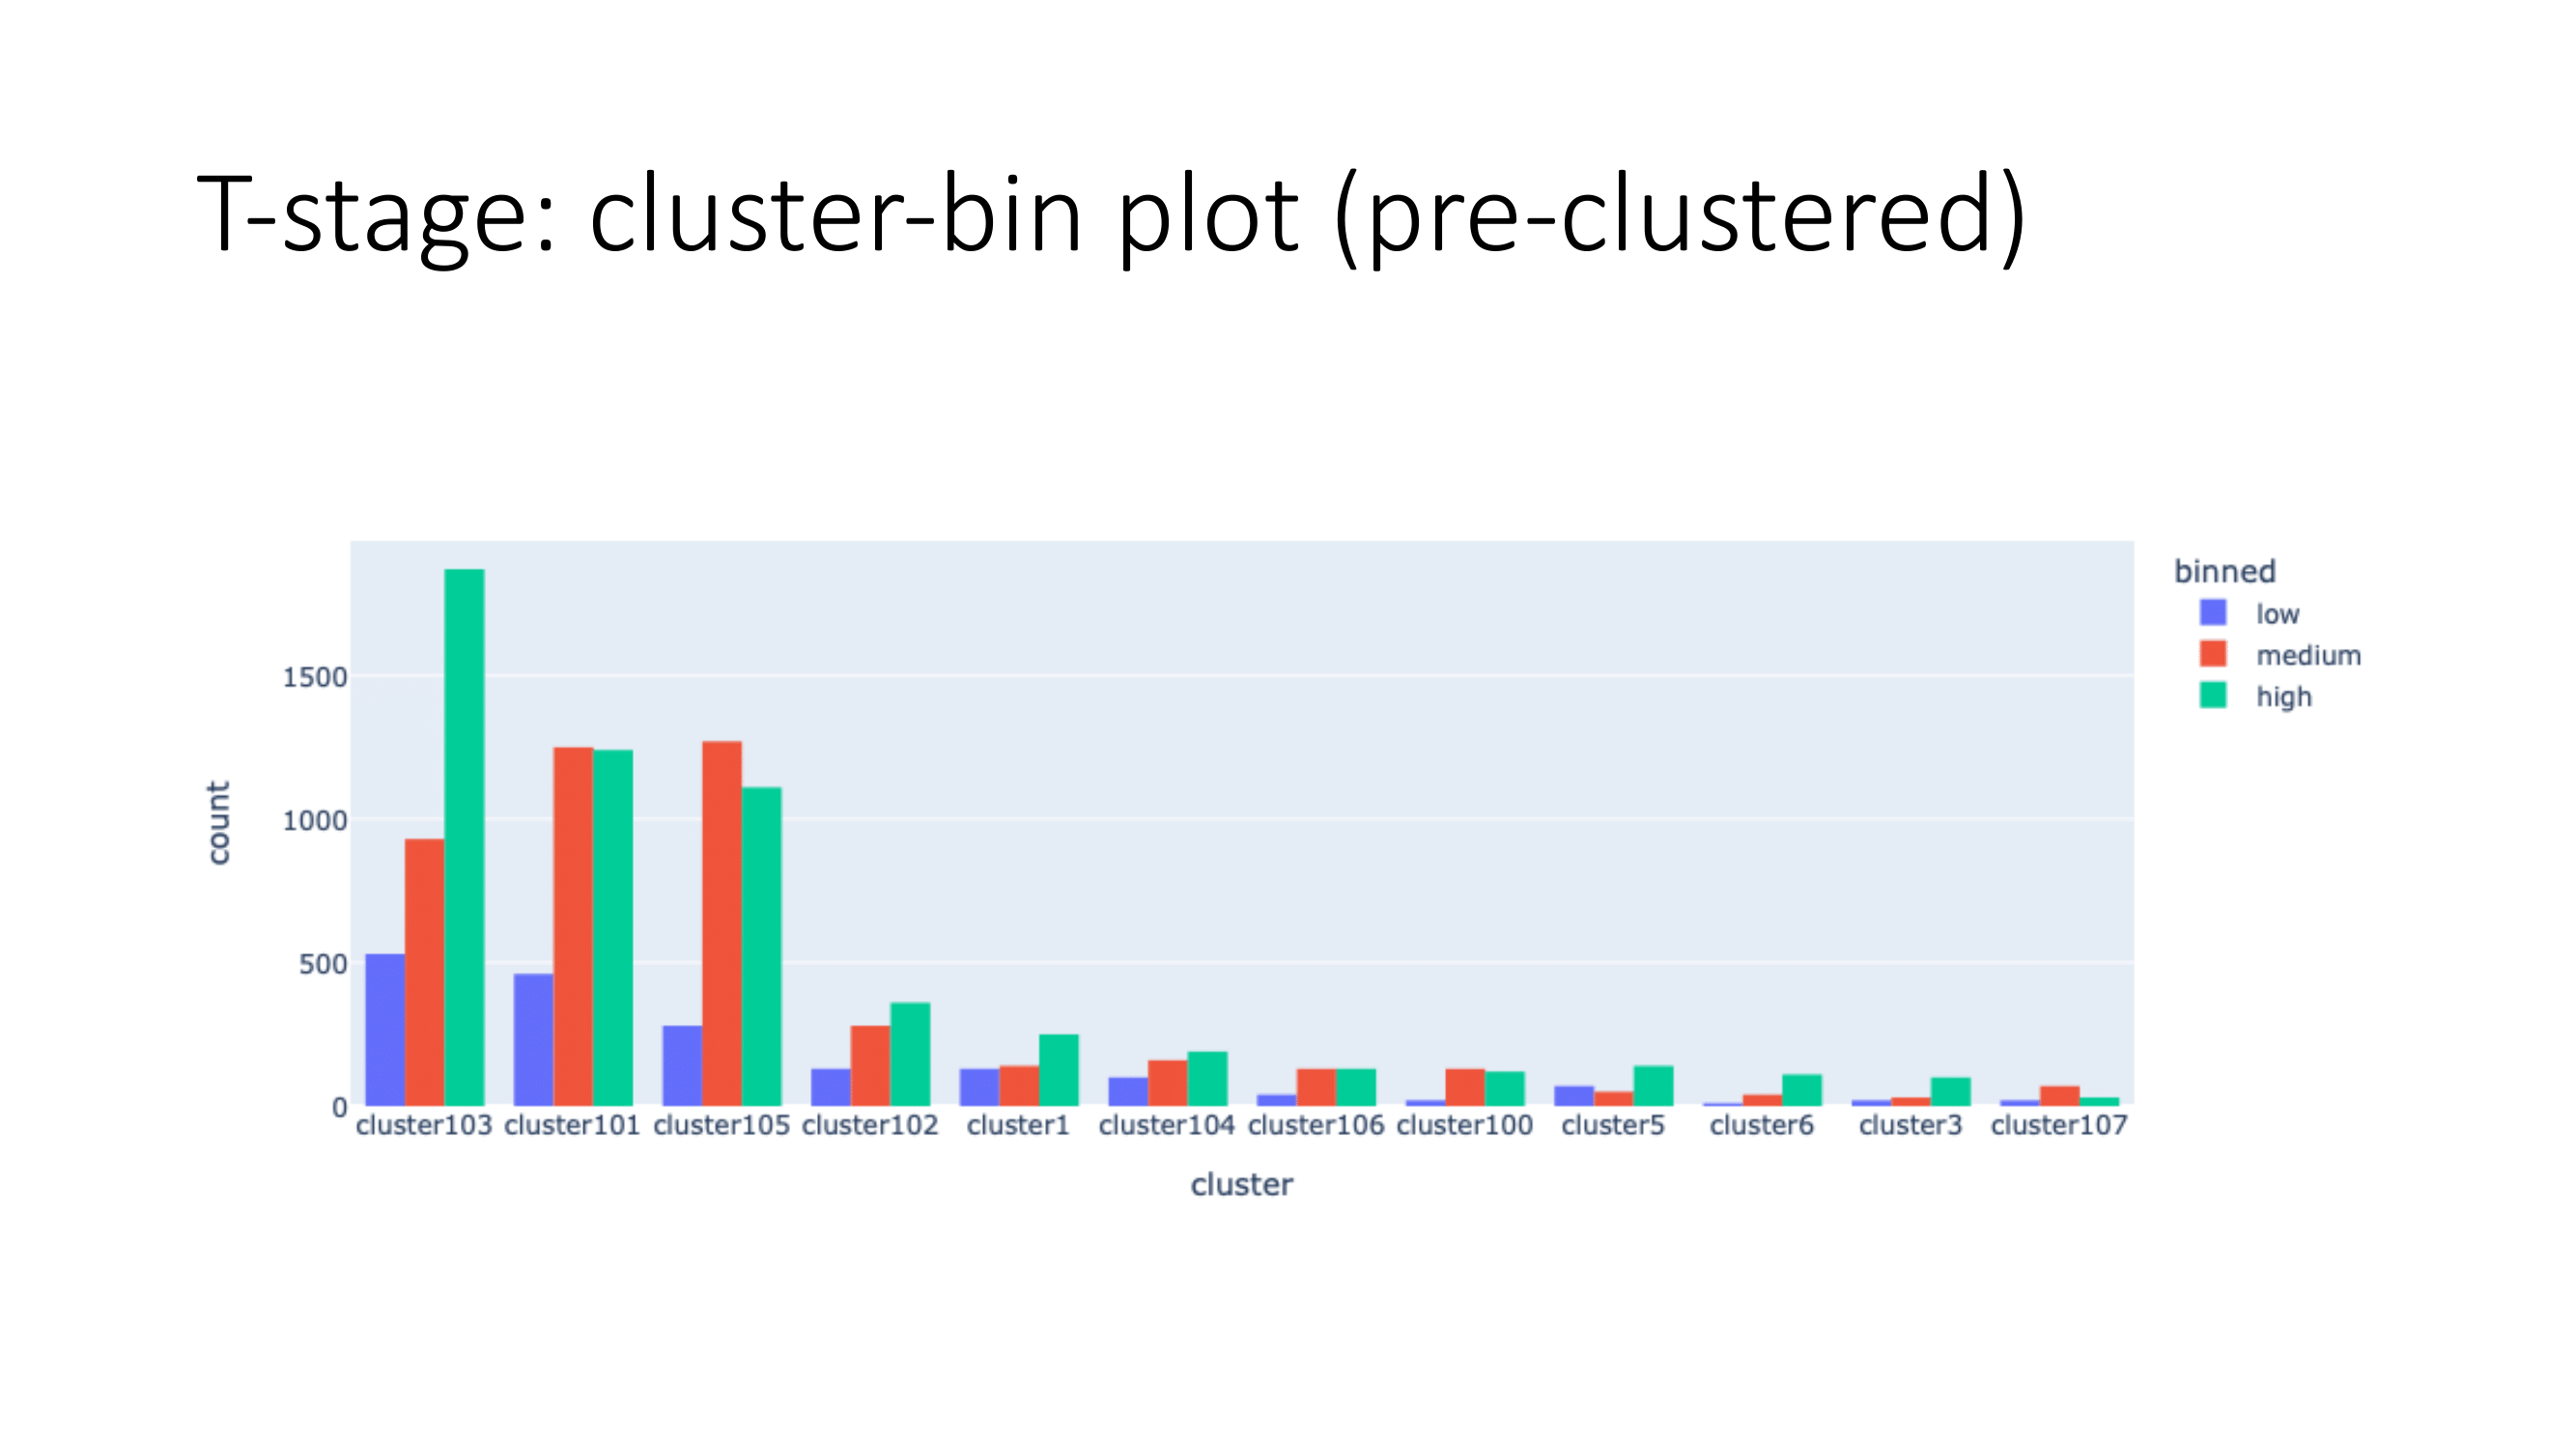 T-stage: cluster-bin plot (pre-clustered)
binned
low
medium
high
1500
1000
500
0
count
cluster103 cluster101 cluster105 cluster102 cluster1 cluster104 cluster106 cluster100 cluster5 cluster6 cluster3 cluster107
cluster